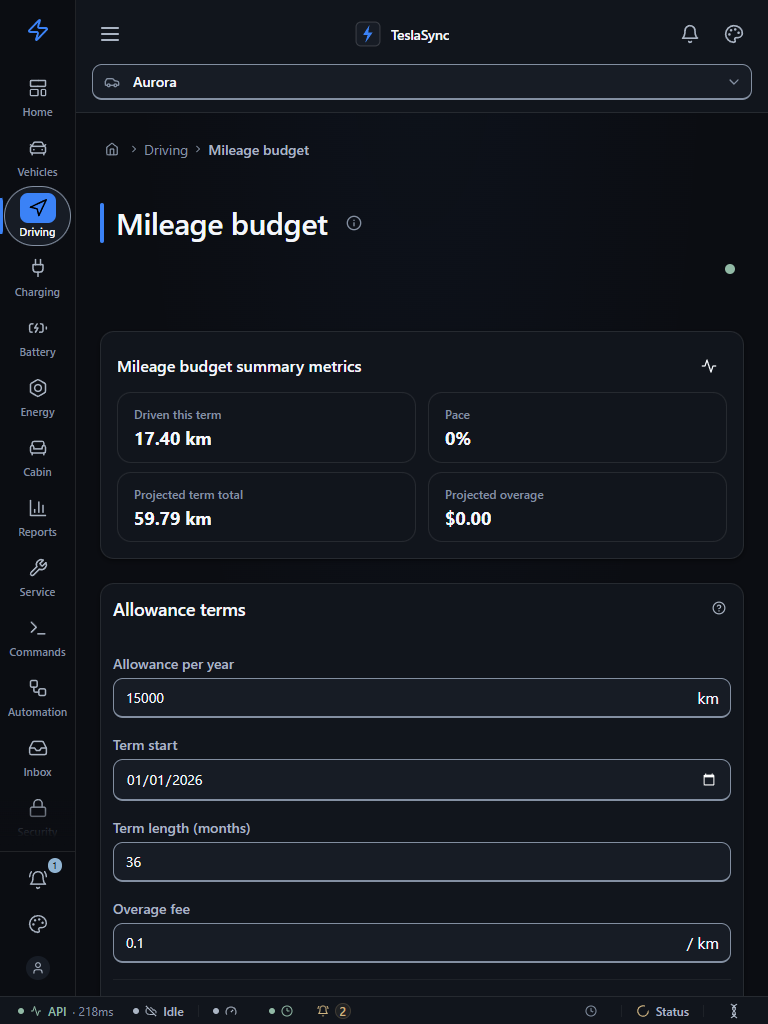 TeslaSync
Aurora
Home
Vehicles
Driving
Charging
Battery
Energy
Cabin
Reports
Service
Commands
Automation
Inbox
Security
1
Driving
Mileage budget
Mileage budget
Mileage budget summary metrics
Driven this term
17.40 km
Pace
0%
Projected term total
59.79 km
Projected overage
$0.00
Allowance terms
Allowance per year
15000 km
Term start
01/01/2026
Term length (months)
36
Overage fee
0.1 / km
API · 218ms Idle 2 Status